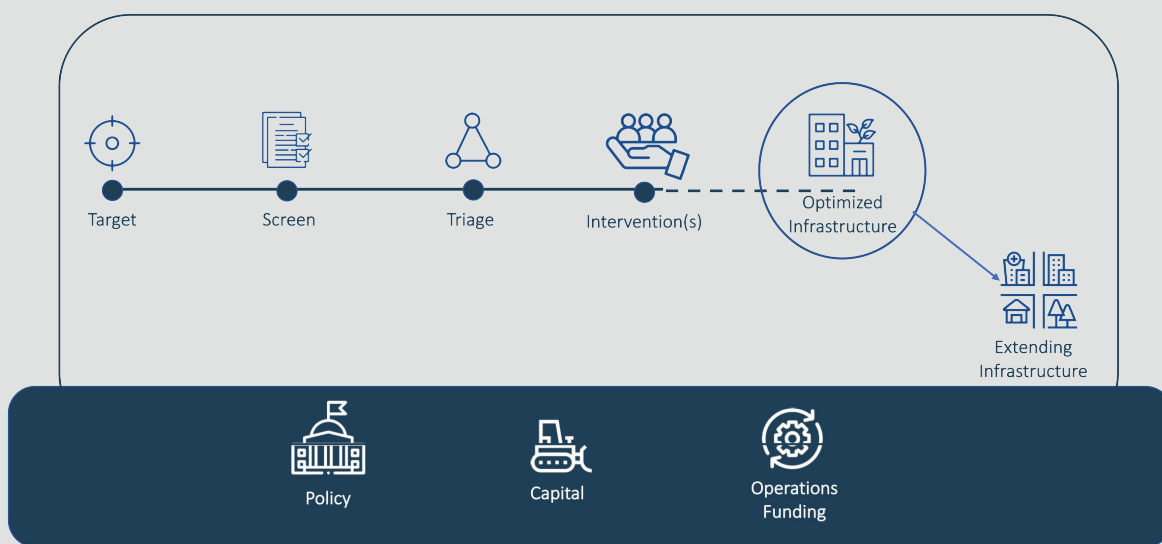 Target
Screen
Triage
Intervention(s)
Optimized
Infrastructure
Extending
Infrastructure
Policy
Capital
Operations
Funding